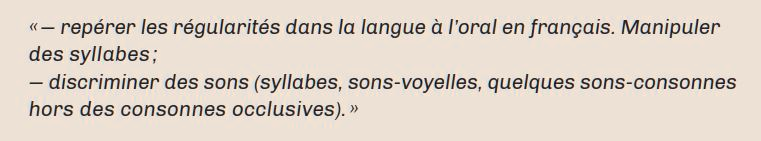 « – repérer les régularités dans la langue à l'oral en français. Manipuler
des syllabes ;
– discriminer des sons (syllabes, sons-voyelles, quelques sons-consonnes
hors des consonnes occlusives). »